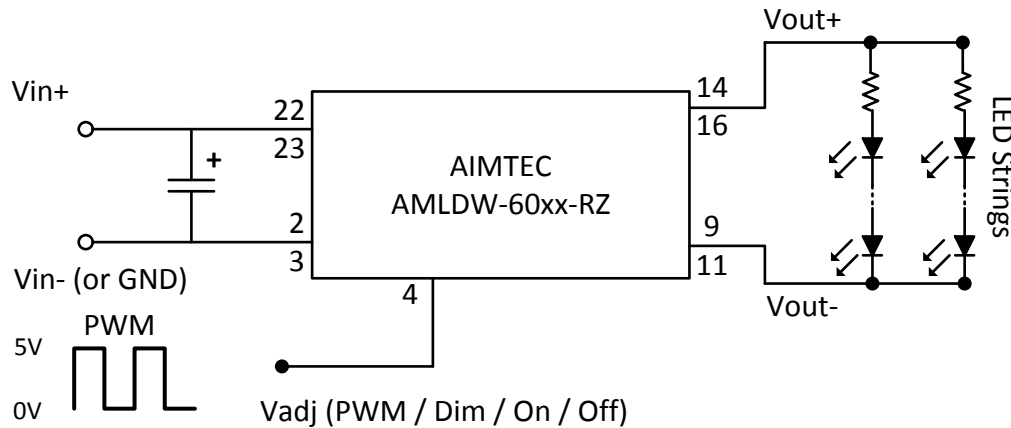 Vout+
Vin+
22
23
14
16
AIMTEC
AMLDW-60xx-RZ
LED Strings
+
2
3
9
11
4
Vin- (or GND)
Vout-
PWM
5V
0V
Vadj (PWM / Dim / On / Off)